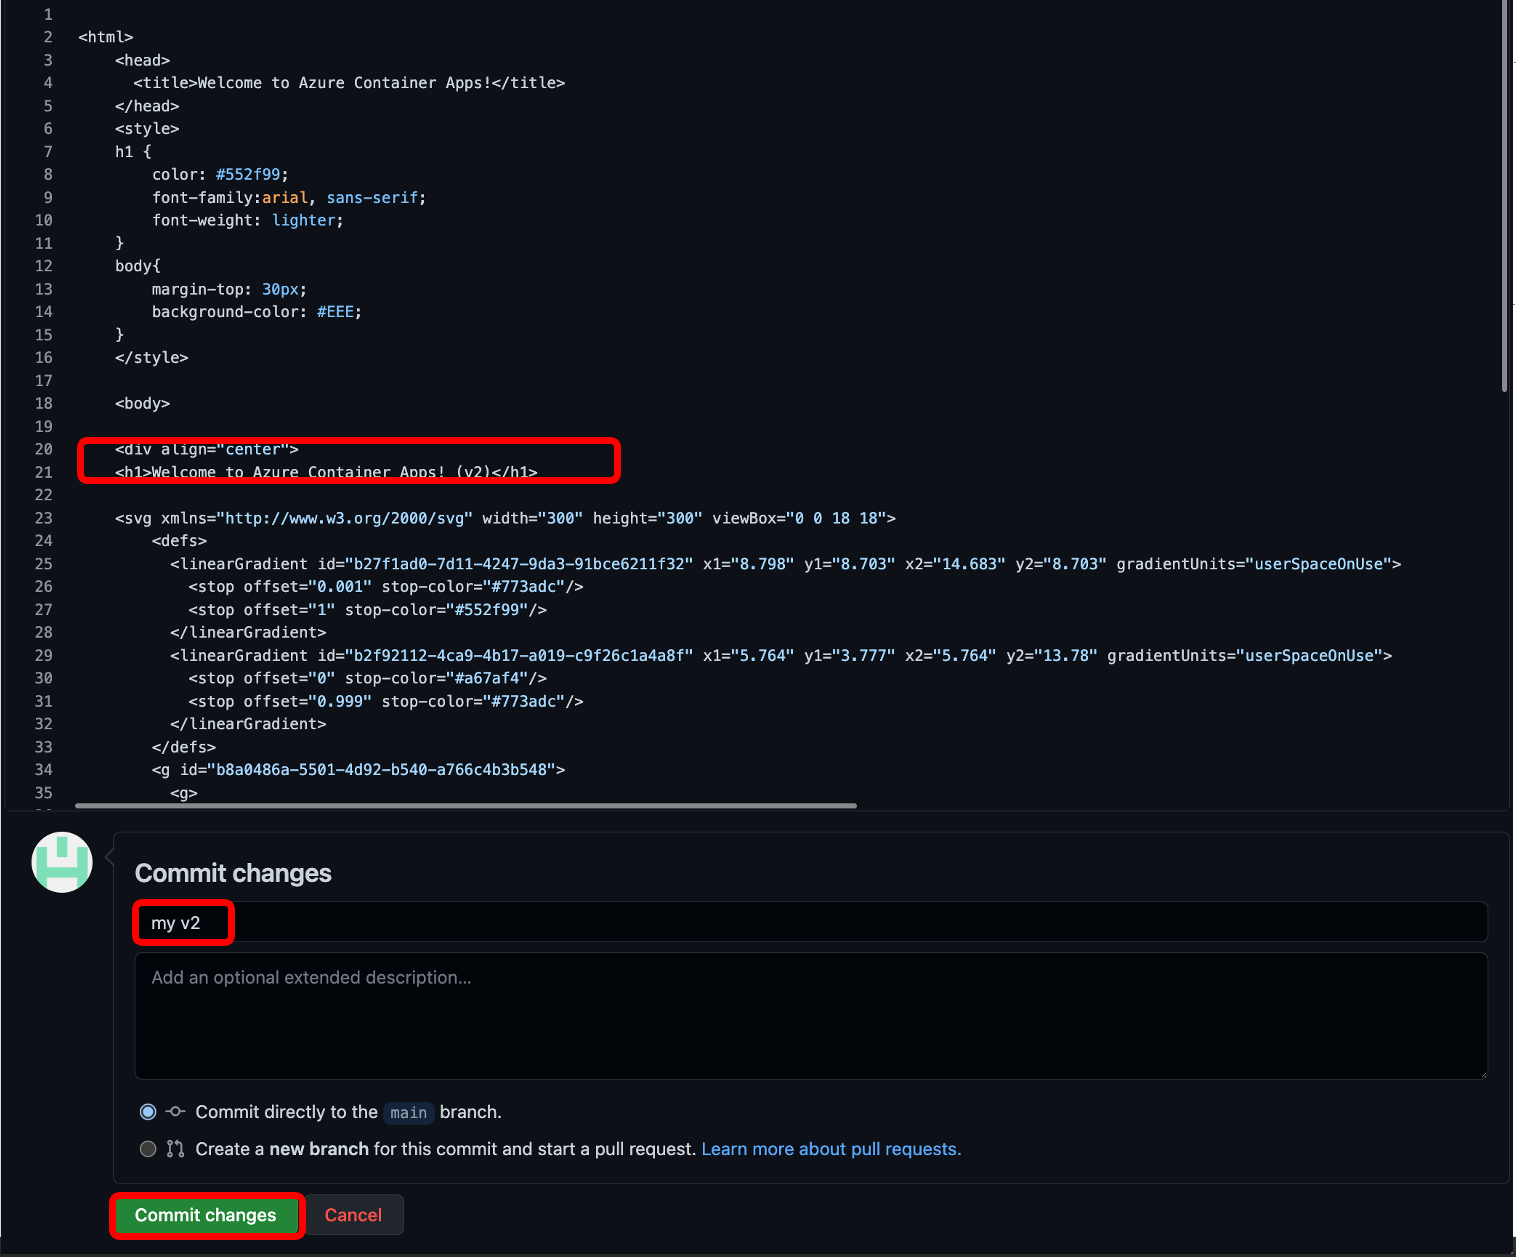 1
2 <html>
3 <head>
4 <title>Welcome to Azure Container Apps!</title>
5 </head>
6 <style>
7 h1 {
8 color: #552f99;
9 font-family:arial, sans-serif;
10 font-weight: lighter;
11 }
12 body{
13 margin-top: 30px;
14 background-color: #EEE;
15 }
16 </style>
17
18 <body>
19
20 <div align="center">
21 <h1>Welcome to Azure Container Apps! (v2)</h1>
22
23 <svg xmlns="http://www.w3.org/2000/svg" width="300" height="300" viewBox="0 0 18 18">
24 <defs>
25 <linearGradient id="b27f1ad0-7d11-4247-9da3-91bce6211f32" x1="8.798" y1="8.703" x2="14.683" y2="8.703" gradientUnits="userSpaceOnUse">
26 <stop offset="0.001" stop-color="#773adc"/>
27 <stop offset="1" stop-color="#552f99"/>
28 </linearGradient>
29 <linearGradient id="b2f92112-4ca9-4b17-a019-c9f26c1a4a8f" x1="5.764" y1="3.777" x2="5.764" y2="13.78" gradientUnits="userSpaceOnUse">
30 <stop offset="0" stop-color="#a67af4"/>
31 <stop offset="0.999" stop-color="#773adc"/>
32 </linearGradient>
33 </defs>
34 <g id="b8a0486a-5501-4d92-b540-a766c4b3b548">
35 <g>
Commit changes
my v2
Add an optional extended description...
Commit directly to the main branch.
Create a new branch for this commit and start a pull request. Learn more about pull requests.
Commit changes Cancel